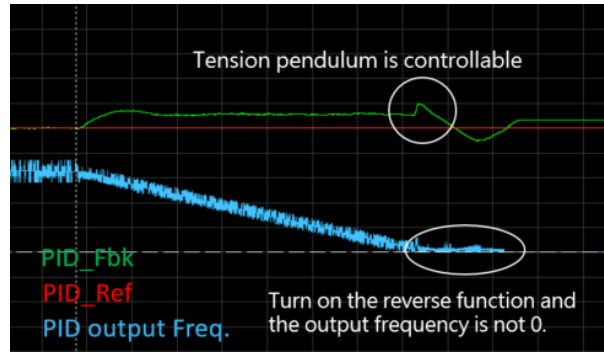 Tension pendulum is controllable
PID_Fbk
PID_Ref
PID output Freq.
Turn on the reverse function and
the output frequency is not 0.